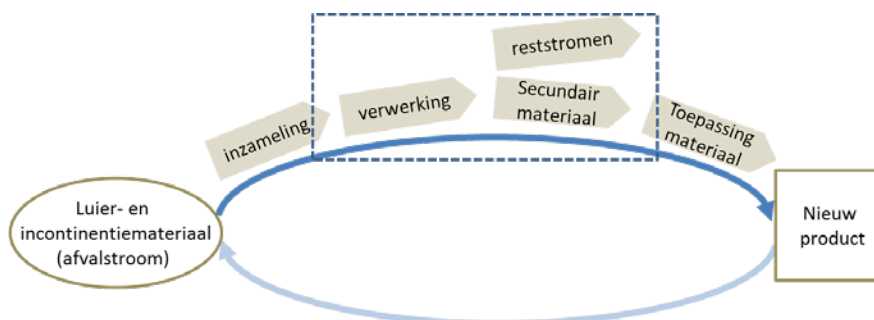 reststromen
Secundair
materiaal
verwerking
inzameling
Toepassing
materiaal
Luier- en
incontinentiemateriaal
(afvalstroom)
Nieuw
product